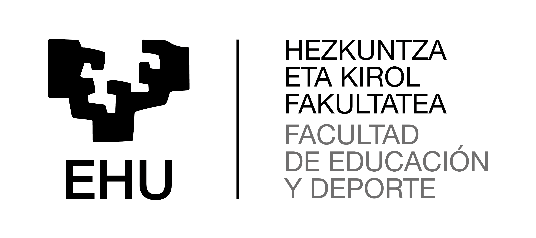 EHU
HEZKUNTZA
ETA KIROL
FAKULTATEA
FACULTAD
DE EDUCACIÓN
Y DEPORTE